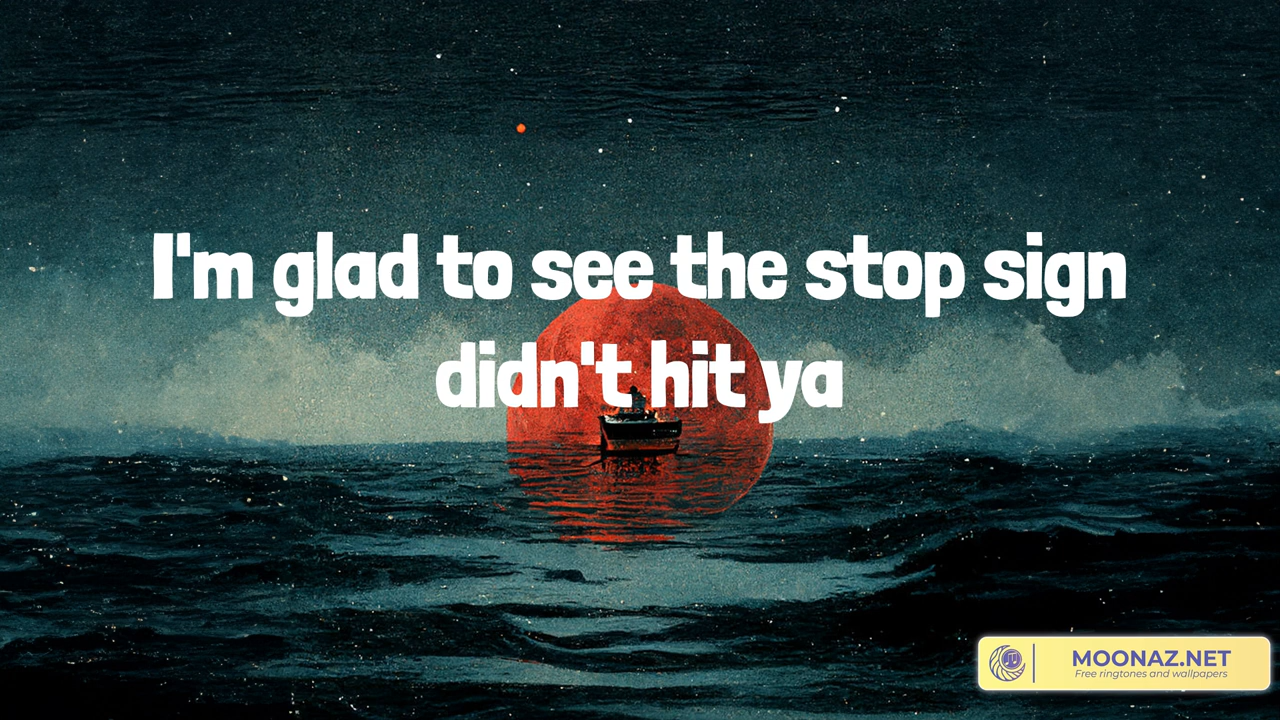 I'm glad to see the stop sign
didn't hit ya
MOONAZ.NET
Free ringtones and wallpapers